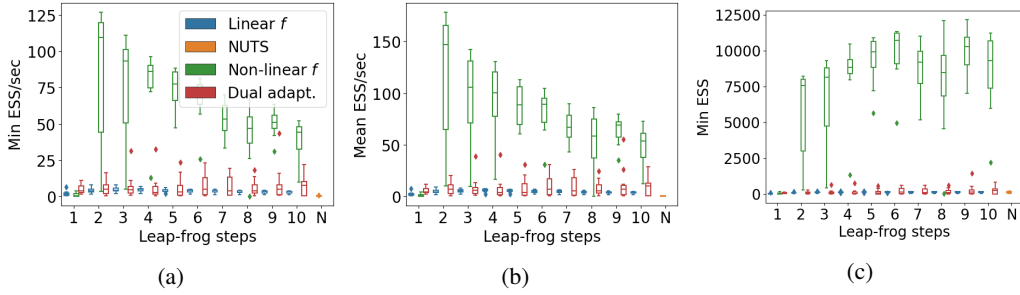 Min ESS/sec
125
100
75
50
25
0
1 2 3 4 5 6 7 8 9 10 N
Leap-frog steps
Linear f
NUTS
Non-linear f
Dual adapt.
(a)
Mean ESS/sec
150
100
50
0
1 2 3 4 5 6 7 8 9 10 N
Leap-frog steps
(b)
Min ESS
12500
10000
7500
5000
2500
0
1 2 3 4 5 6 7 8 9 10 N
Leap-frog steps
(c)